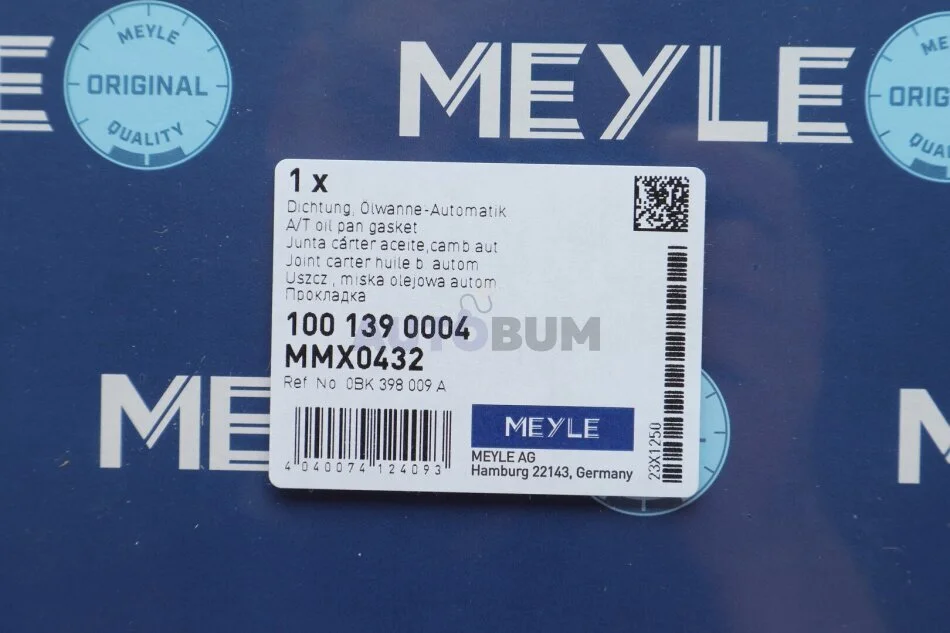 MEYLE
ORIGINAL
QUALITY
MEYLE
1 x
Dichtung, Ölwanne-Automatik
A/T oil pan gasket
Junta cárter aceite,camb aut
Joint carter huile b. autom
Uszcz., miska olejowa autom
Прокладка
100 139 0004
AUTOBUM
MMX0432
Ref. No. 0BK 398 009 A
4 040074 124093
MEYLE
MEYLE AG
Hamburg 22143, Germany
23X1250